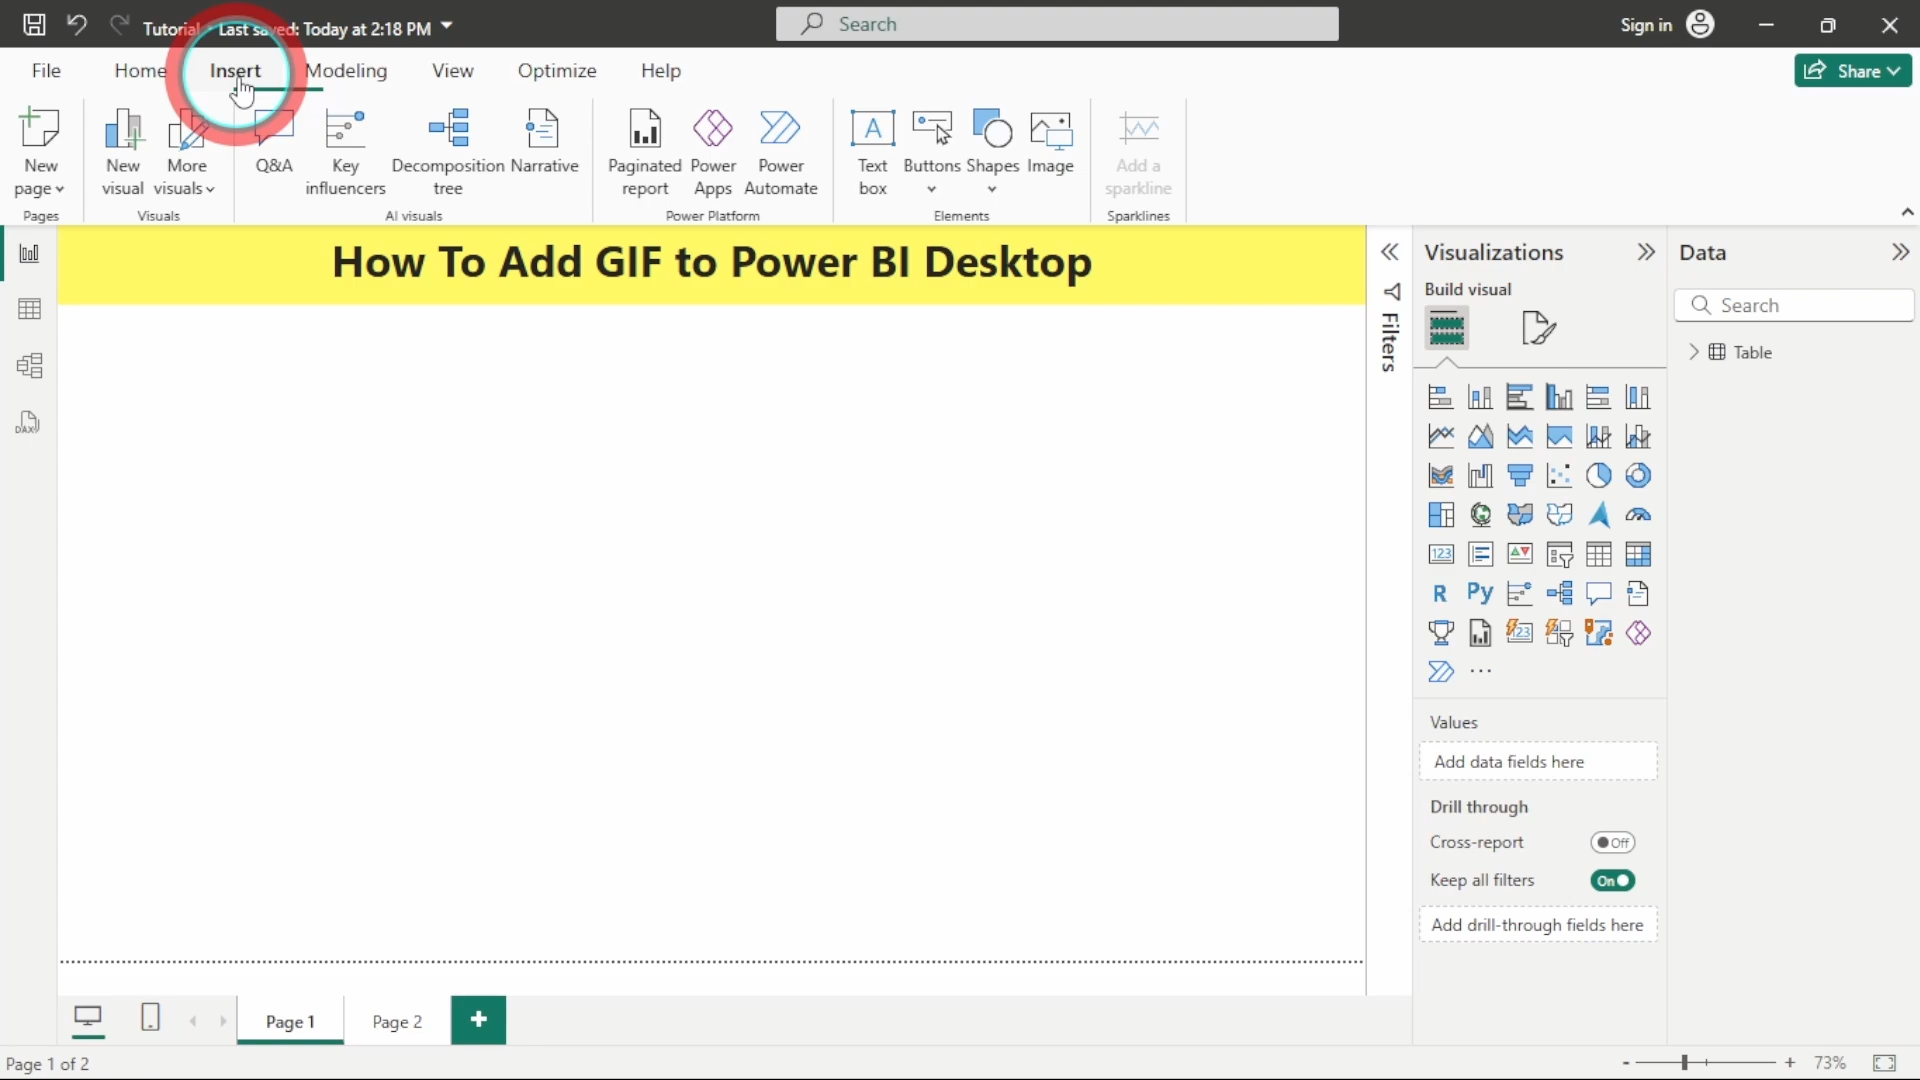 Tutorial • Last saved: Today at 2:18 PM
Search
Sign in
File Home Insert Modeling View Optimize Help
Share
New page
New visual
More visuals
Q&A
Key influencers
Decomposition tree
Narrative
Paginated report
Power Apps
Power Automate
Text box
Buttons
Shapes
Image
Add a sparkline
Pages
Visuals
AI visuals
Power Platform
Elements
Sparklines
How To Add GIF to Power BI Desktop
DAX
Filters
Visualizations
Build visual
123
R
Py
123
Values
Add data fields here
Drill through
Cross-report
Off
Keep all filters
On
Add drill-through fields here
Data
Search
Table
Page 1
Page 2
+
Page 1 of 2
- + 73%